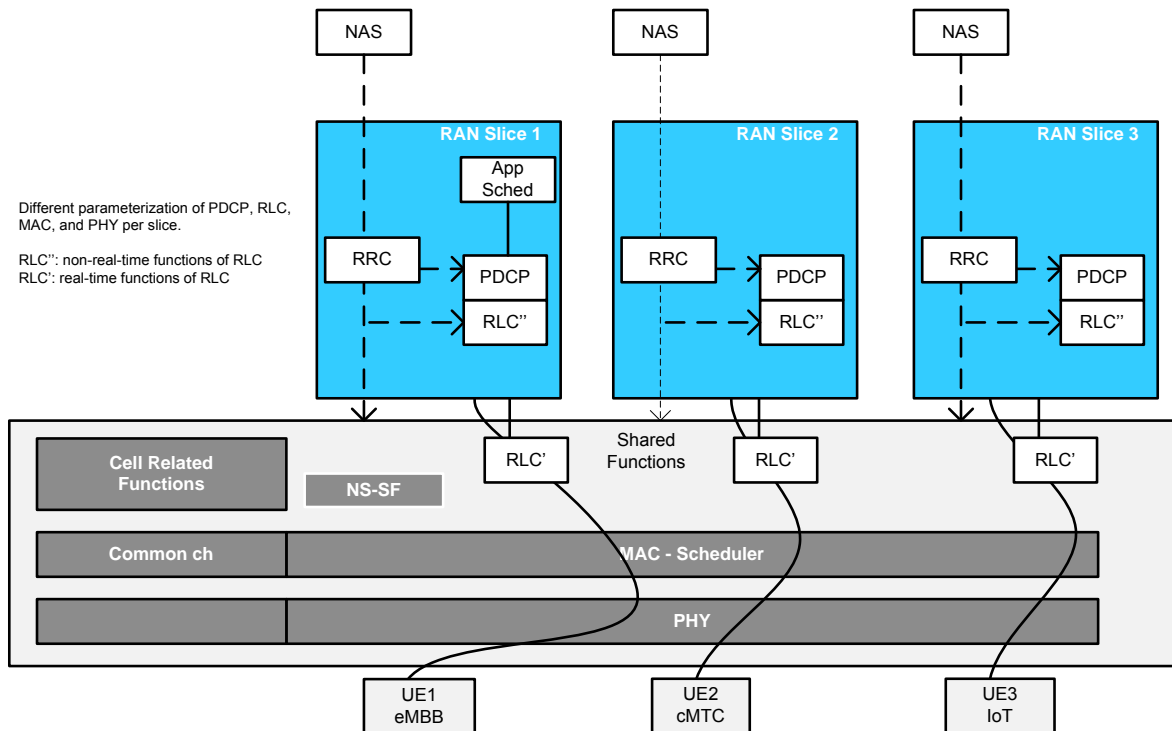 NAS
NAS
NAS
RAN Slice 1
RAN Slice 2
RAN Slice 3
App
Sched
Different parameterization of PDCP, RLC,
MAC, and PHY per slice.
RLC'': non-real-time functions of RLC
RLC': real-time functions of RLC
RRC
PDCP
RLC''
RRC
PDCP
RLC''
RRC
PDCP
RLC''
Shared
Functions
RLC'
RLC'
RLC'
Cell Related
Functions
NS-SF
Common ch
MAC - Scheduler
PHY
UE1
eMBB
UE2
cMTC
UE3
IoT